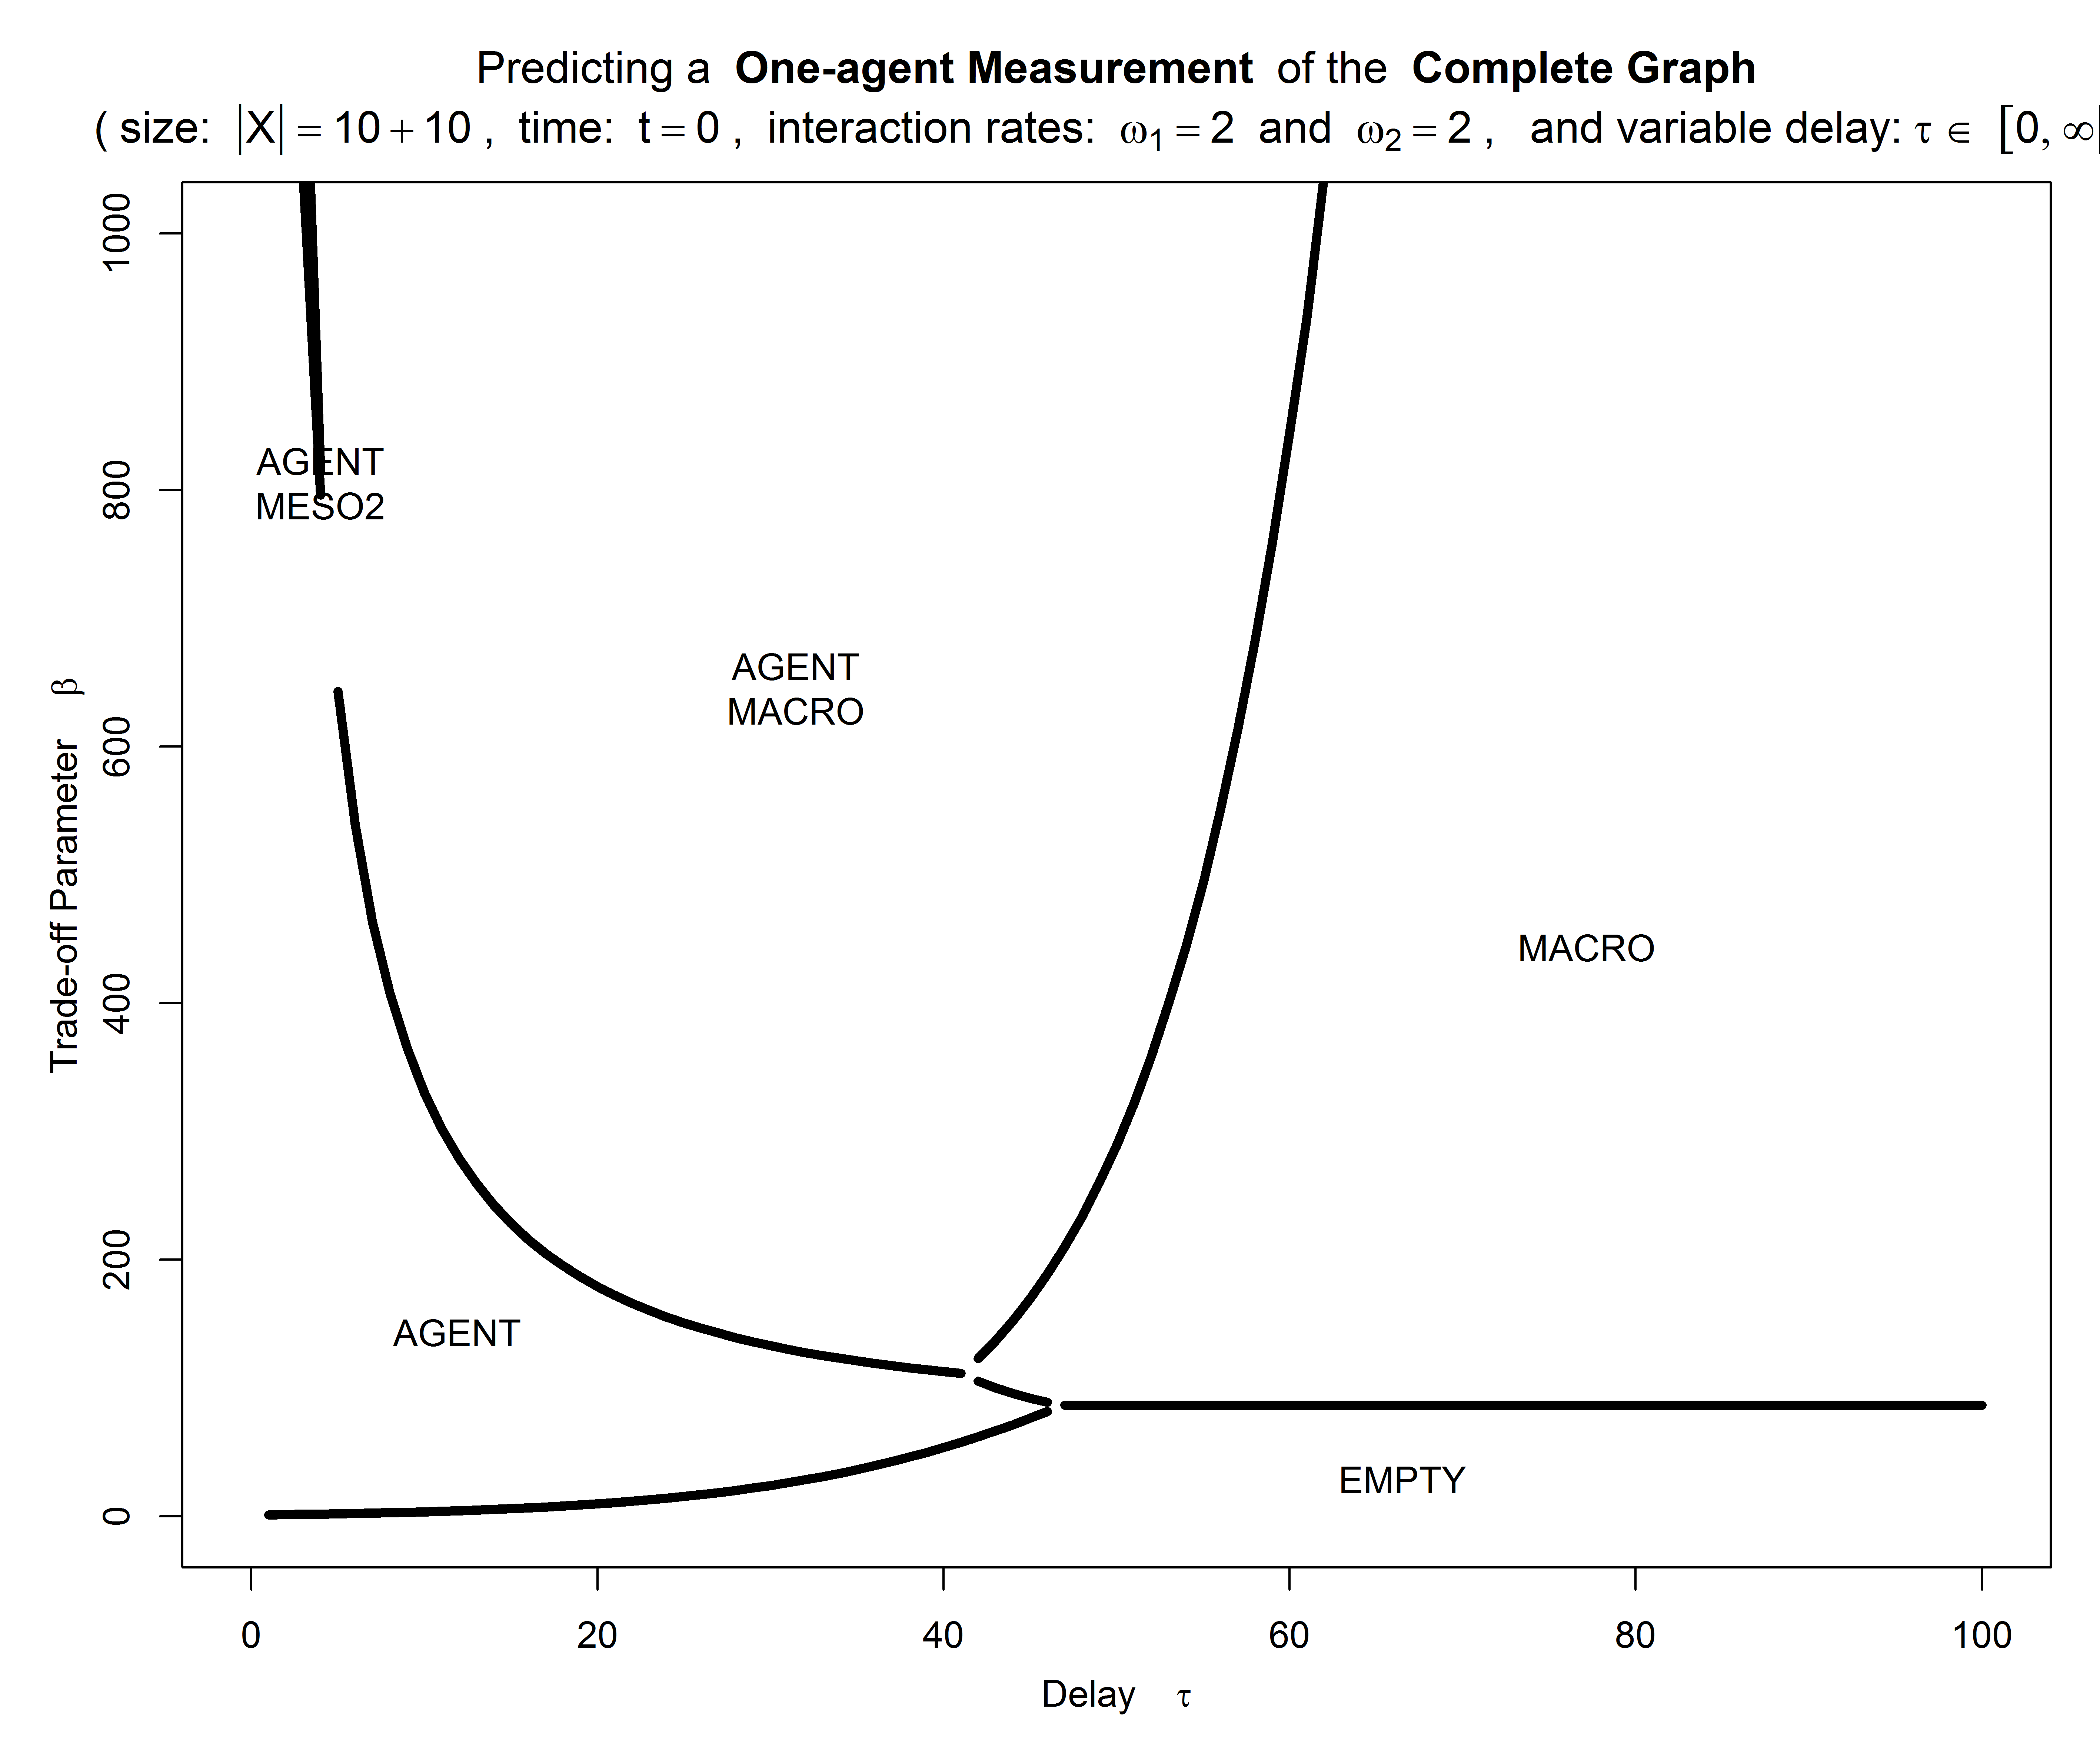 Predicting a One-agent Measurement of the Complete Graph
( size: |X| = 10 + 10 , time: t = 0 , interaction rates: ω1 = 2 and ω2 = 2 , and variable delay: τ ∈ [0, ∞[
1000
800
600
400
200
0
Trade-off Parameter β
AGENT
MESO2
AGENT
MACRO
MACRO
AGENT
EMPTY
0 20 40 60 80 100
Delay τ